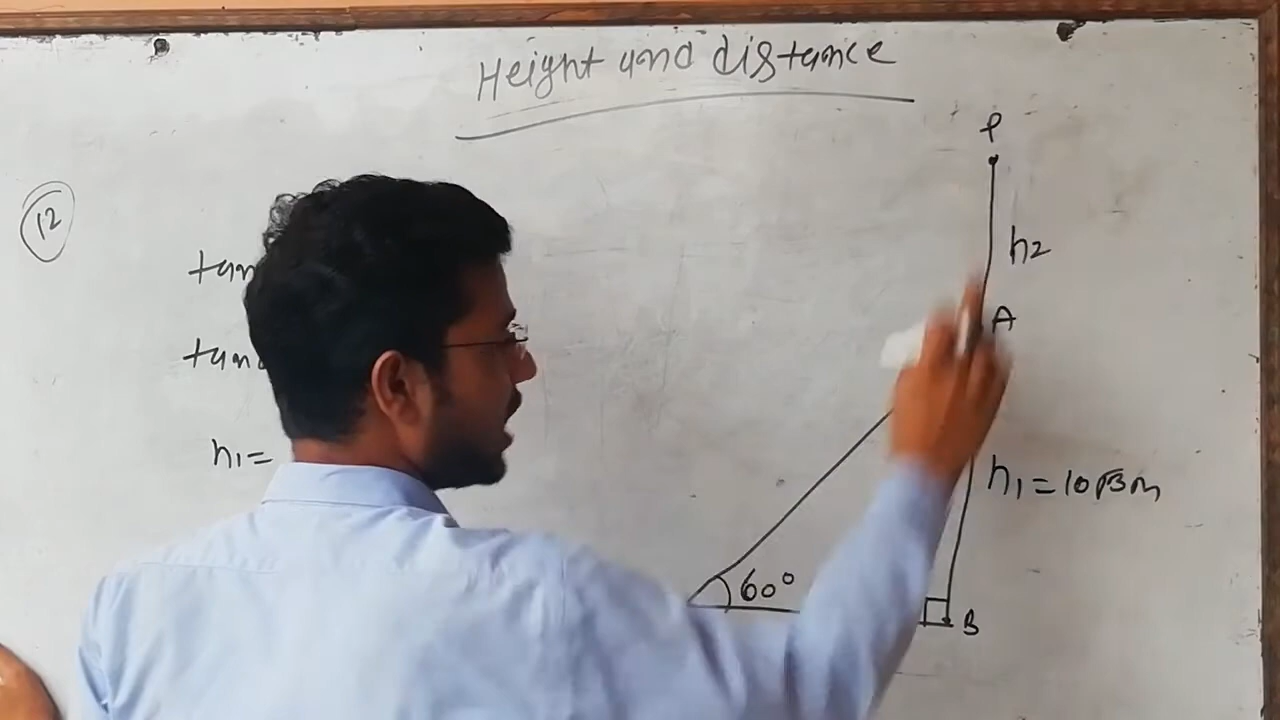 Height and distance
P
12
h2
tan
A
tan
h1=
h1=10√3m
60°
B